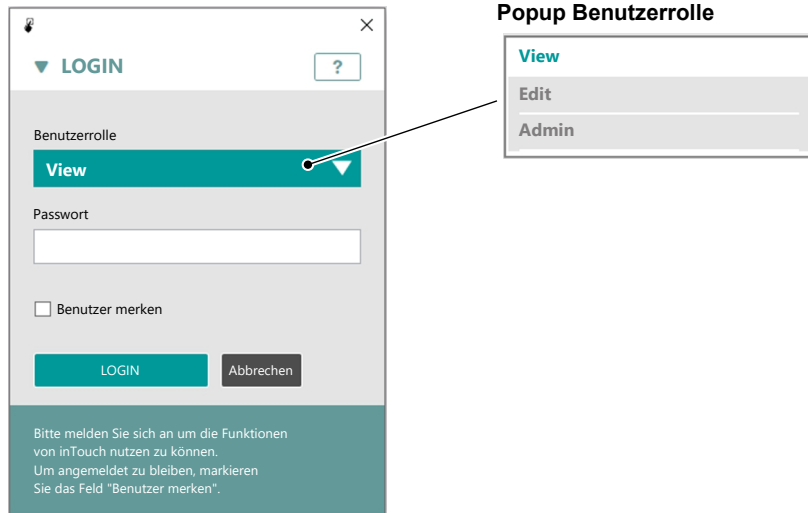 Popup Benutzerrolle
LOGIN
?
Benutzerrolle
View
Passwort
Benutzer merken
LOGIN
Abbrechen
Bitte melden Sie sich an um die Funktionen
von inTouch nutzen zu können.
Um angemeldet zu bleiben, markieren
Sie das Feld "Benutzer merken".
View
Edit
Admin